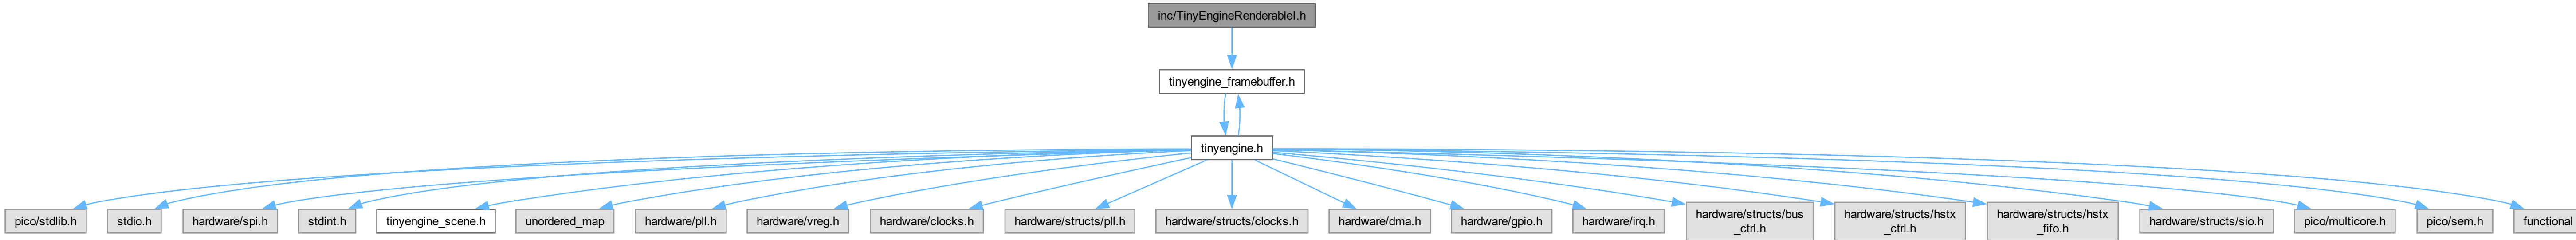 inc/TinyEngineRenderableI.h
tinyengine_framebuffer.h
tinyengine.h
pico/stdlib.h
stdio.h
hardware/spi.h
stdint.h
tinyengine_scene.h
unordered_map
hardware/pll.h
hardware/vreg.h
hardware/clocks.h
hardware/structs/pll.h
hardware/structs/clocks.h
hardware/dma.h
hardware/gpio.h
hardware/irq.h
hardware/structs/bus
_ctrl.h
hardware/structs/hstx
_ctrl.h
hardware/structs/hstx
_fifo.h
hardware/structs/sio.h
pico/multicore.h
pico/sem.h
functional